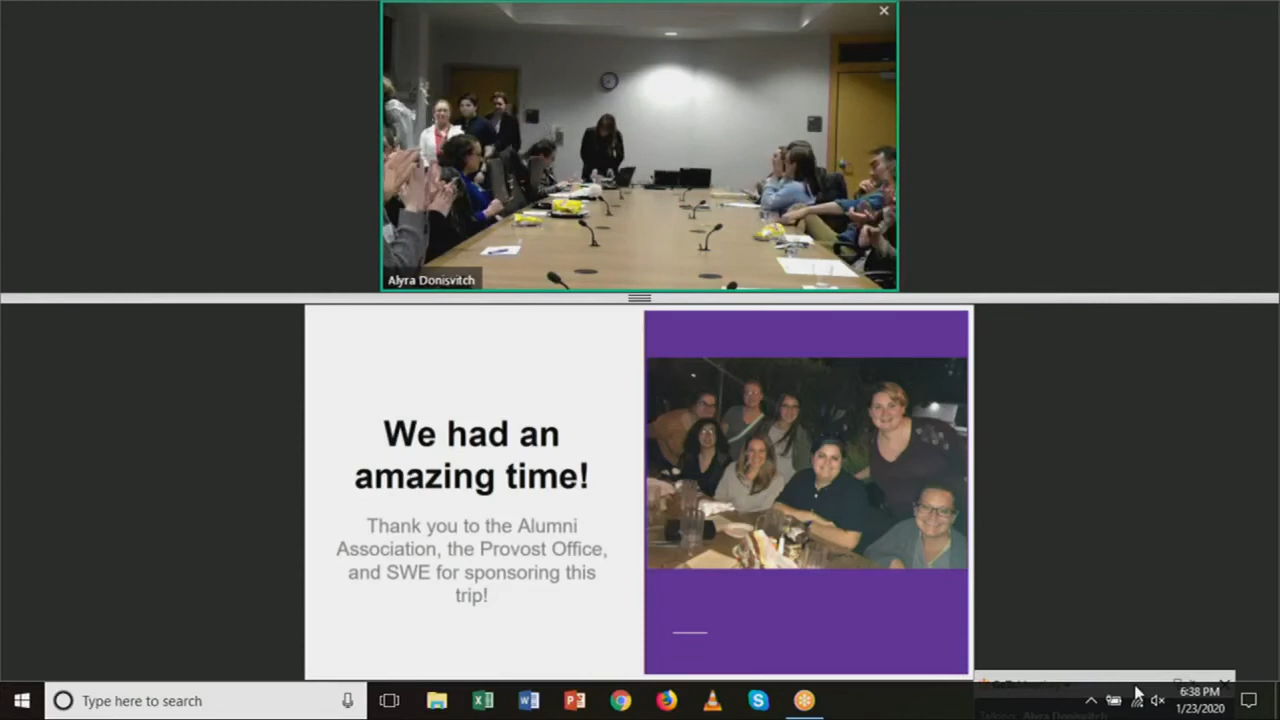 Alyra Donisvitch
We had an
amazing time!
Thank you to the Alumni
Association, the Provost Office,
and SWE for sponsoring this
trip!
Type here to search
6:38 PM
1/23/2020